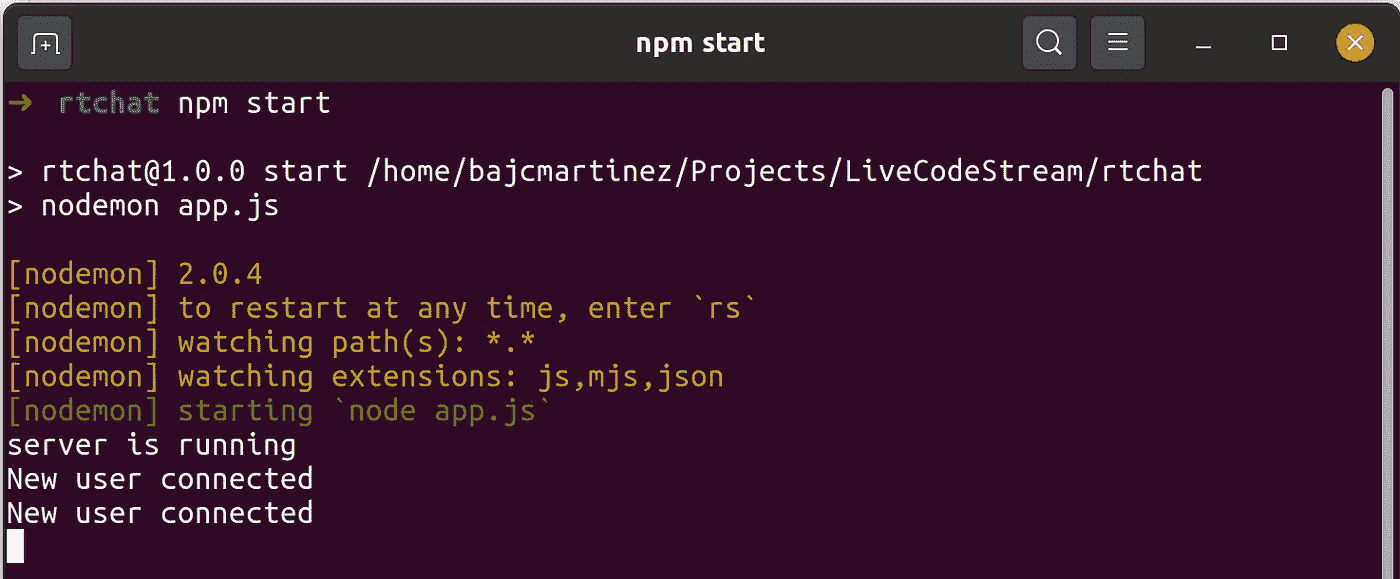 npm start
➜ rtchat npm start
> rtchat@1.0.0 start /home/bajcmartinez/Projects/LiveCodeStream/rtchat
> nodemon app.js
[nodemon] 2.0.4
[nodemon] to restart at any time, enter `rs`
[nodemon] watching path(s): *.*
[nodemon] watching extensions: js,mjs,json
[nodemon] starting `node app.js`
server is running
New user connected
New user connected